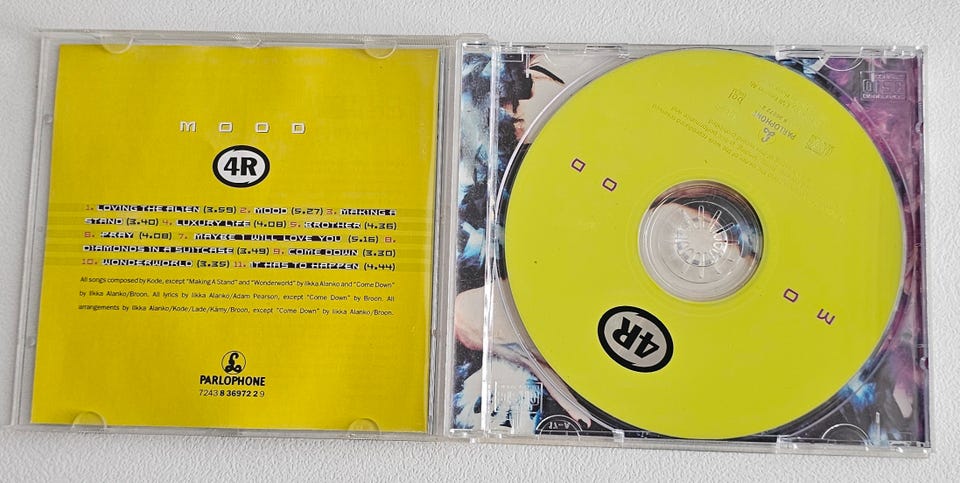 MOOD
4R
1. LOVING THE ALIEN (3.59) 2. MOOD (5.27) 3. MAKING A
STAND (3.40) 4. LUXURY LIFE (4.08) 5. BROTHER (4.36)
6. PRAY (4.08) 7. MAYBE I WILL LOVE YOU (5.16) 8.
DIAMONDS IN A SUITCASE (3.49) 9. COME DOWN (3.30)
10. WONDERWORLD (3.39) 11. IT HAS TO HAPPEN (4.44)
All songs composed by Kode, except "Making A Stand" and "Wonderworld" by Ilkka Alanko and "Come Down"
by Ilkka Alanko/Broon. All lyrics by Ilkka Alanko/Adam Pearson, except "Come Down" by Broon. All
arrangements by Ilkka Alanko/Kode/Lade/Kämy/Broon, except "Come Down" by Ilkka Alanko/Broon.
PARLOPHONE
7243 8 36972 2 9
MOOD
4R
PARLOPHONE
DISC